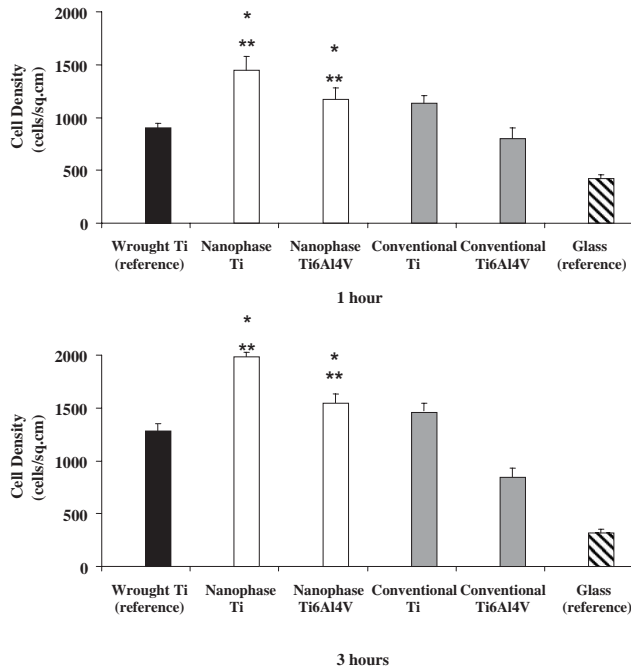 2000
*
*
**
**
1500
1000
500
0
Cell Density
(cells/sq.cm)
Wrought Ti Nanophase Nanophase Conventional Conventional Glass
(reference) Ti Ti6Al4V Ti Ti6Al4V (reference)
1 hour
*
2000
**
*
**
1500
1000
500
0
Cell Density
(cells/sq.cm)
Wrought Ti Nanophase Nanophase Conventional Conventional Glass
(reference) Ti Ti6Al4V Ti Ti6Al4V (reference)
3 hours